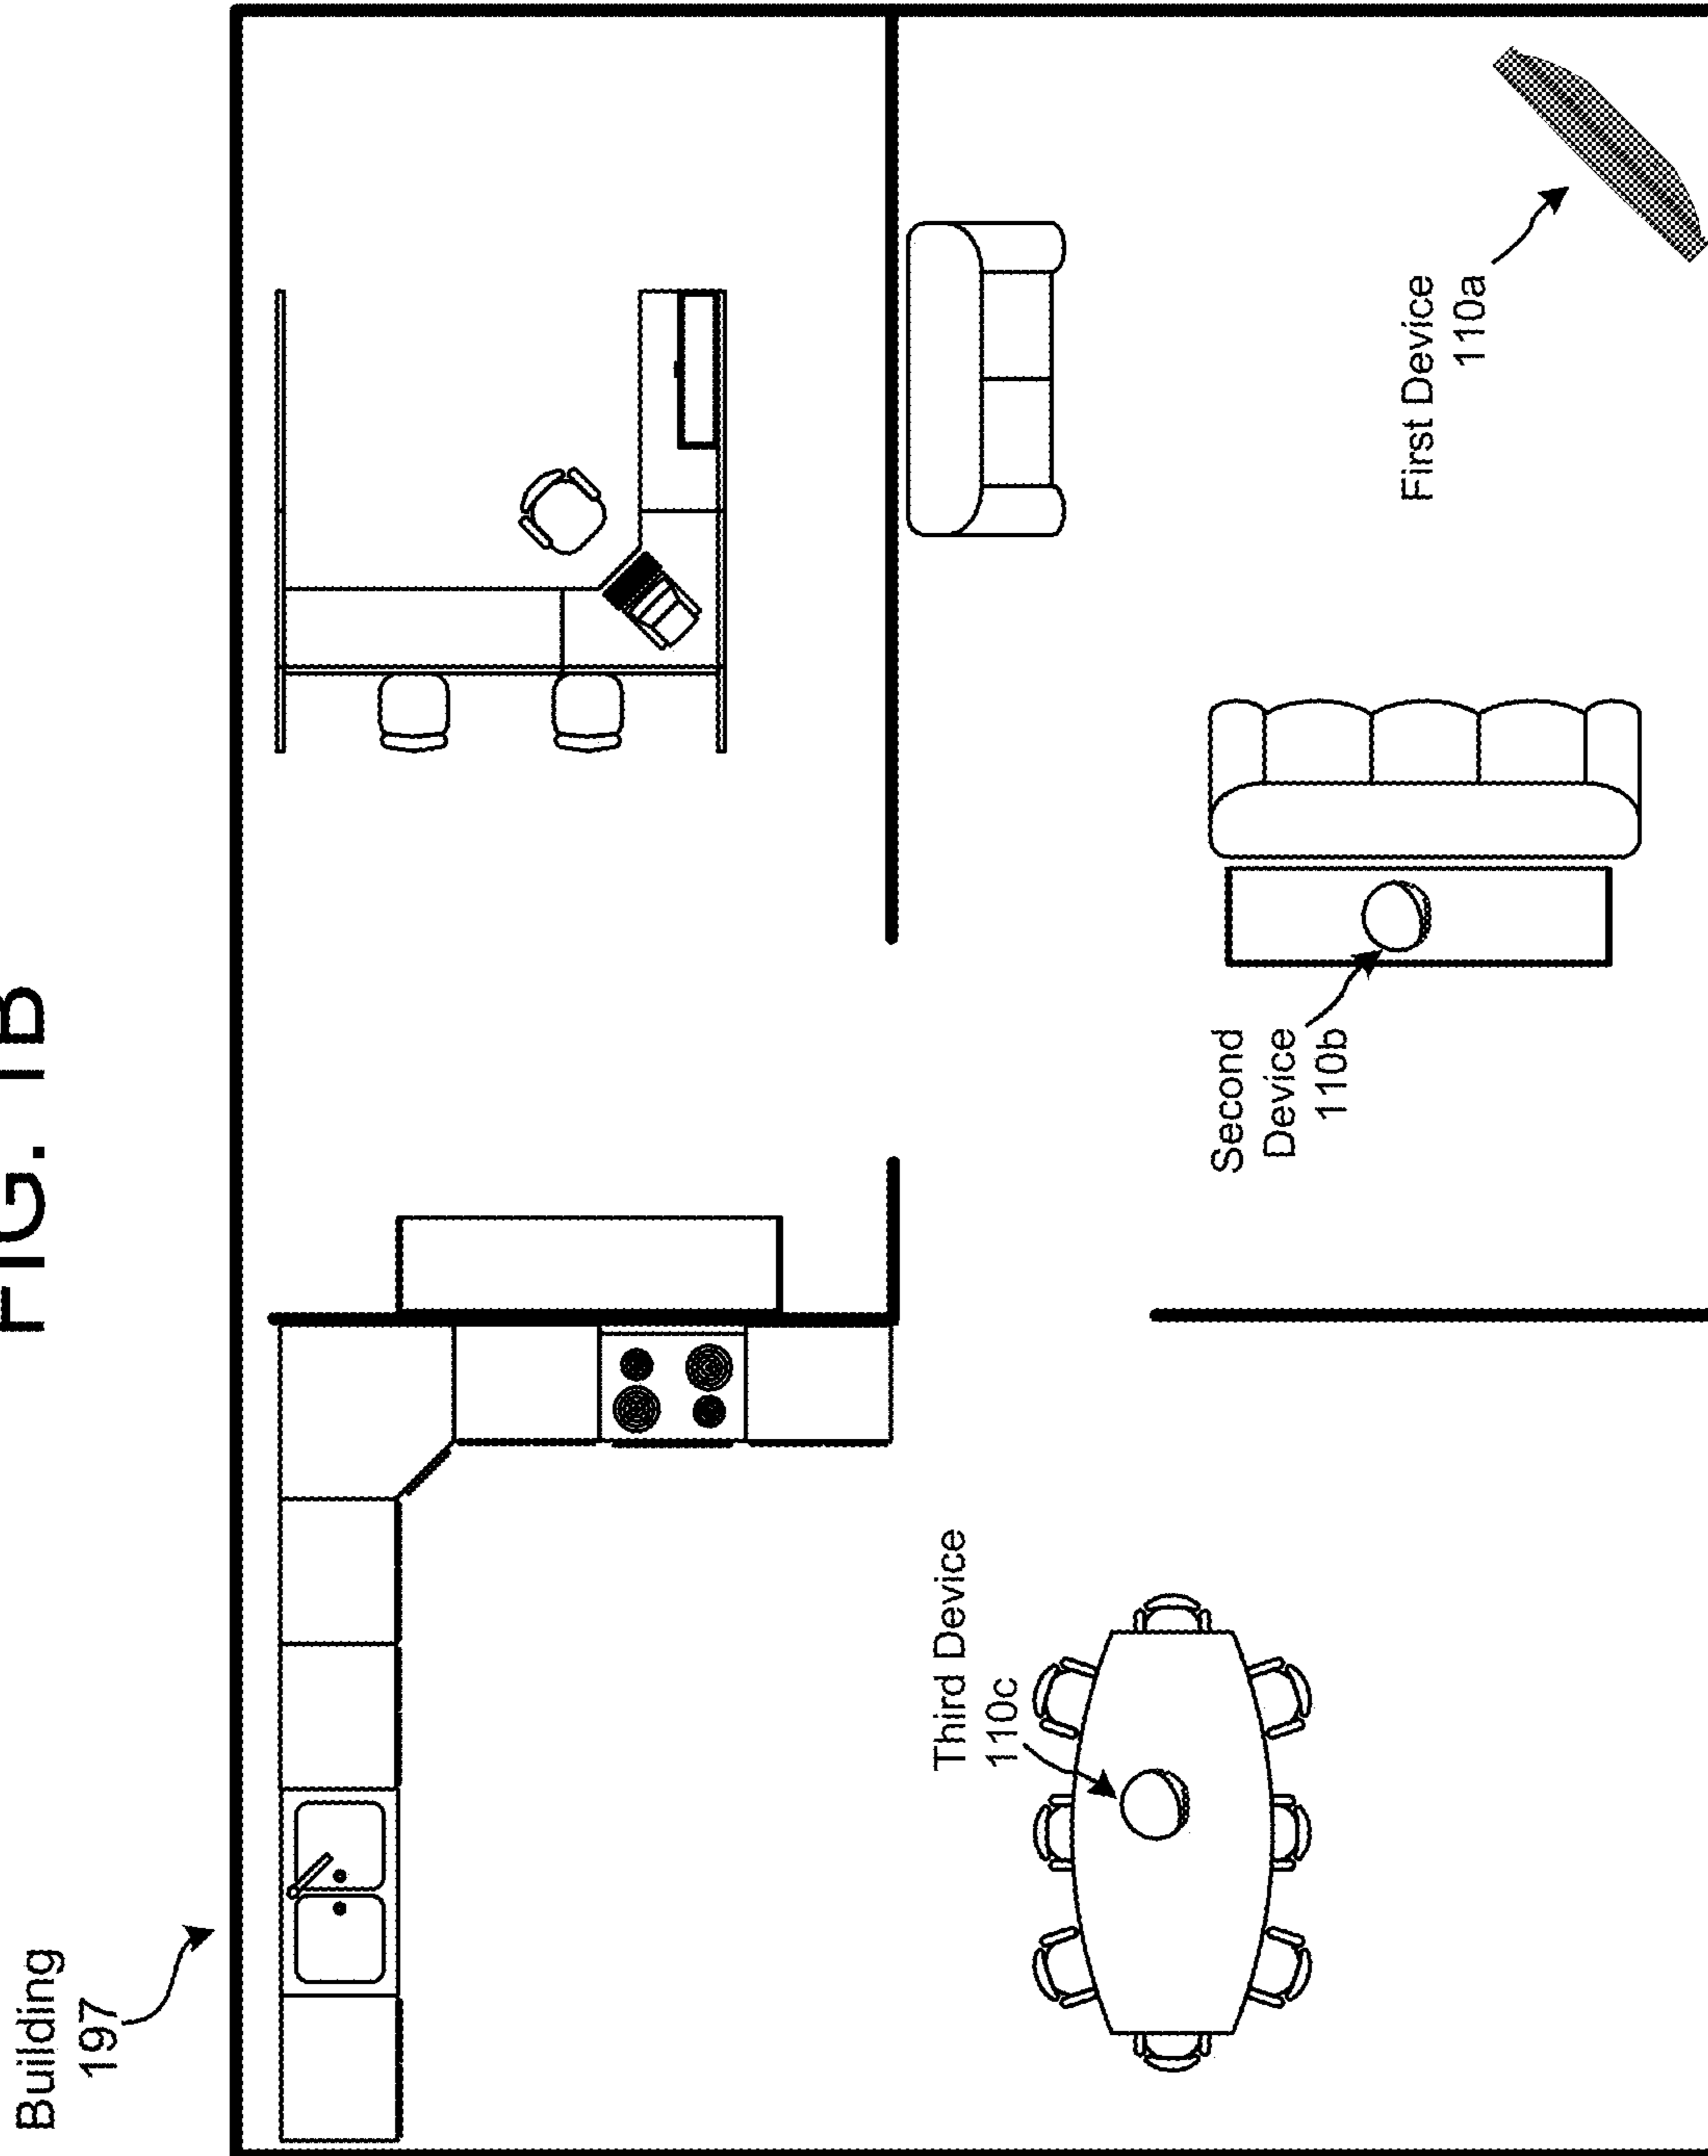 FIG. 1B
Building
197
Third Device
110c
Second
Device
110b
First Device
110a